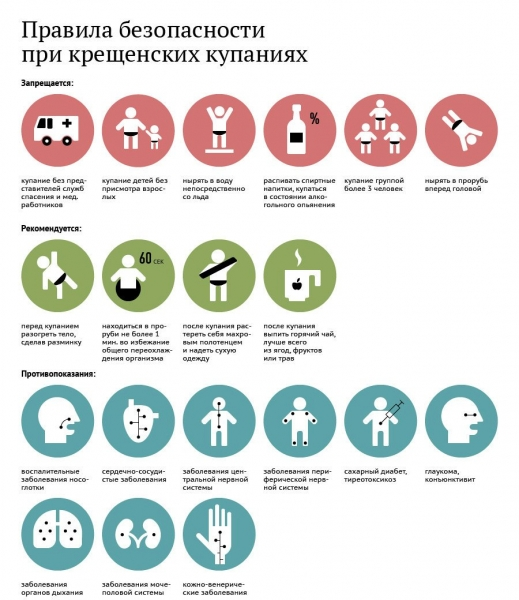 Правила безопасности
при крещенских купаниях
Запрещается:
%
купание без пред-
ставителей служб
спасения и мед.
работников
купание детей без
присмотра взрос-
лых
нырять в воду
непосредственно
со льда
распивать спиртные
напитки, купаться
в состоянии алко-
гольного опьянения
купание группой
более 3 человек
нырять в прорубь
вперед головой
Рекомендуется:
60 сек
перед купанием
разогреть тело,
сделав разминку
находиться в про-
руби не более 1
мин. во избежание
общего переохлаж-
дения организма
после купания рас-
тереть себя махро-
вым полотенцем
и надеть сухую
одежду
после купания
выпить горячий чай,
лучше всего
из ягод, фруктов
или трав
Противопоказания:
воспалительные
заболевания носо-
глотки
сердечно-сосуди-
стые заболевания
заболевания цен-
тральной нервной
системы
заболевания пери-
ферической нерв-
ной системы
сахарный диабет,
тиреотоксикоз
глаукома,
конъюнктивит
заболевания
органов дыхания
заболевания моче-
половой системы
кожно-венериче-
ские заболевания